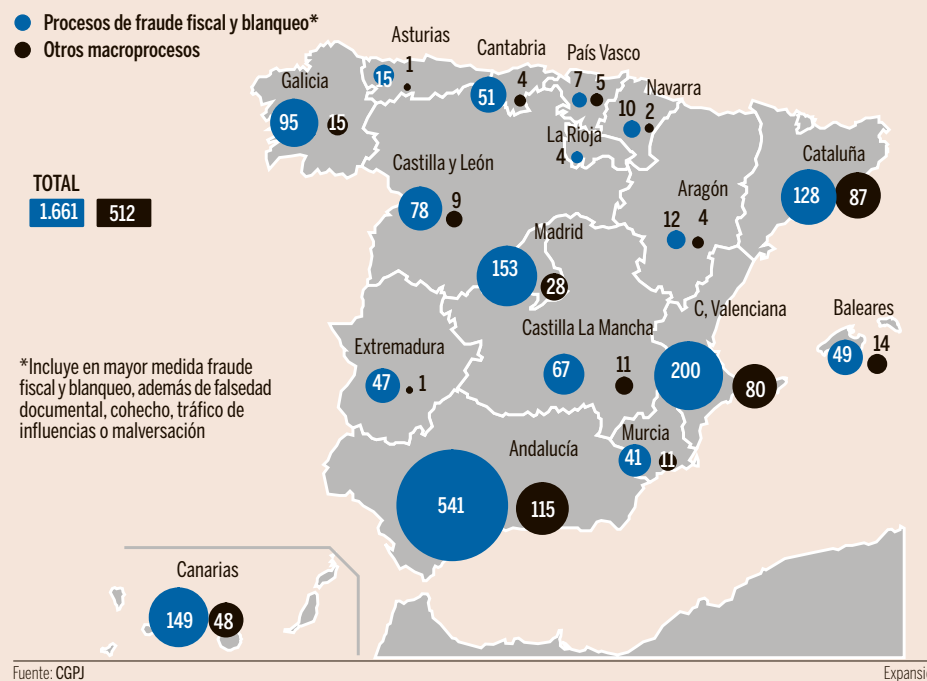 Procesos de fraude fiscal y blanqueo*
Otros macroprocesos
Asturias
15
1
Cantabria
51
4
País Vasco
7
5
Navarra
10
2
Galicia
95
15
La Rioja
4
Castilla y León
78
9
Aragón
12
4
Cataluña
128
87
TOTAL
1.661
512
Madrid
153
28
C, Valenciana
200
80
Baleares
49
14
Castilla La Mancha
67
11
Extremadura
47
1
*Incluye en mayor medida fraude
fiscal y blanqueo, además de falsedad
documental, cohecho, tráfico de
influencias o malversación
Murcia
41
11
Andalucía
541
115
Canarias
149
48
Fuente: CGPJ
Expansi